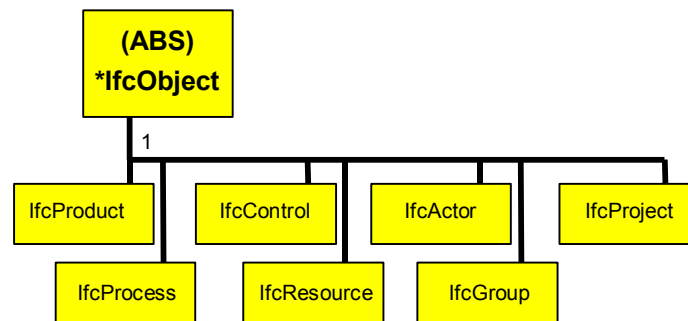 (ABS)
*IfcObject
1
IfcProduct
IfcControl
IfcActor
IfcProject
IfcProcess
IfcResource
IfcGroup